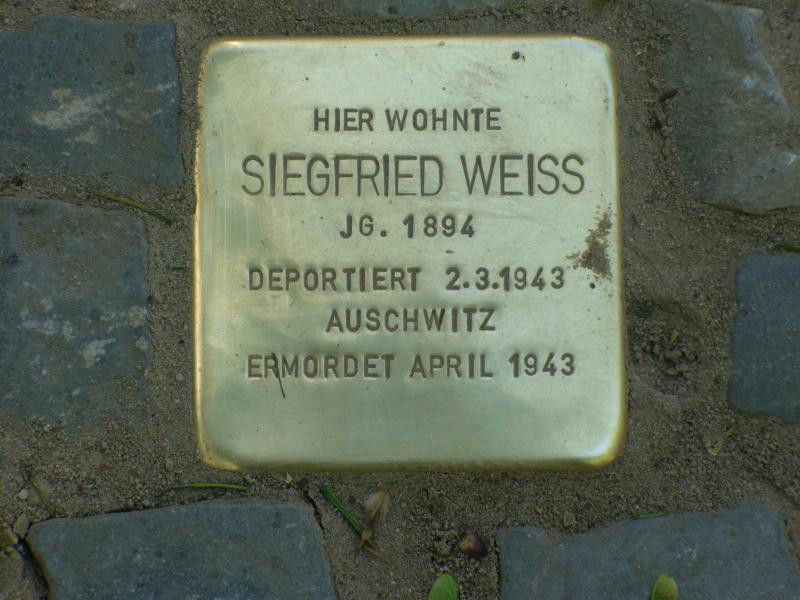 HIER WOHNTE
SIEGFRIED WEISS
JG. 1894
DEPORTIERT 2.3.1943
AUSCHWITZ
ERMORDET APRIL 1943